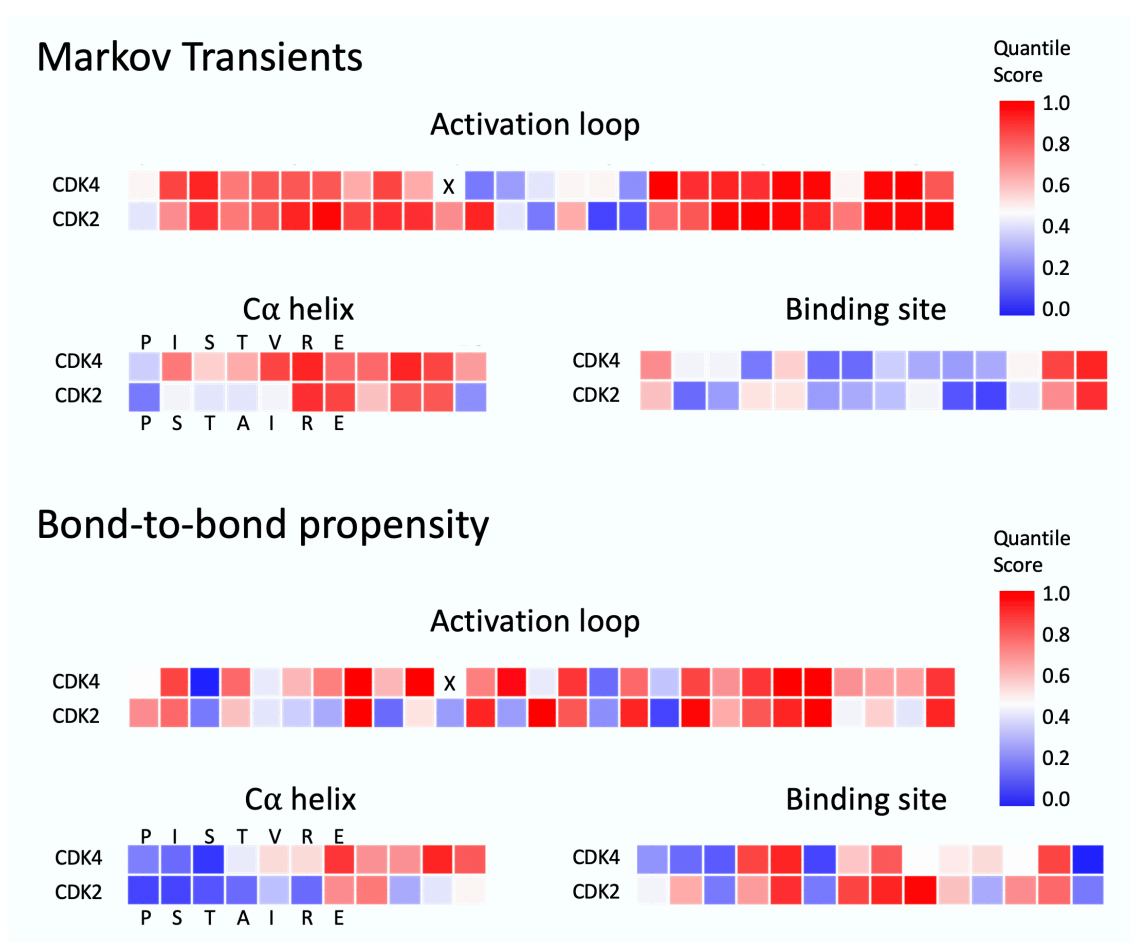 Markov Transients
Quantile
Score
1.0
0.8
0.6
0.4
0.2
0.0
Activation loop
CDK4
X
CDK2
Cα helix
P I S T V R E
CDK4
CDK2
P S T A I R E
Binding site
CDK4
CDK2
Bond-to-bond propensity
Quantile
Score
1.0
0.8
0.6
0.4
0.2
0.0
Activation loop
CDK4
X
CDK2
Cα helix
P I S T V R E
CDK4
CDK2
P S T A I R E
Binding site
CDK4
CDK2